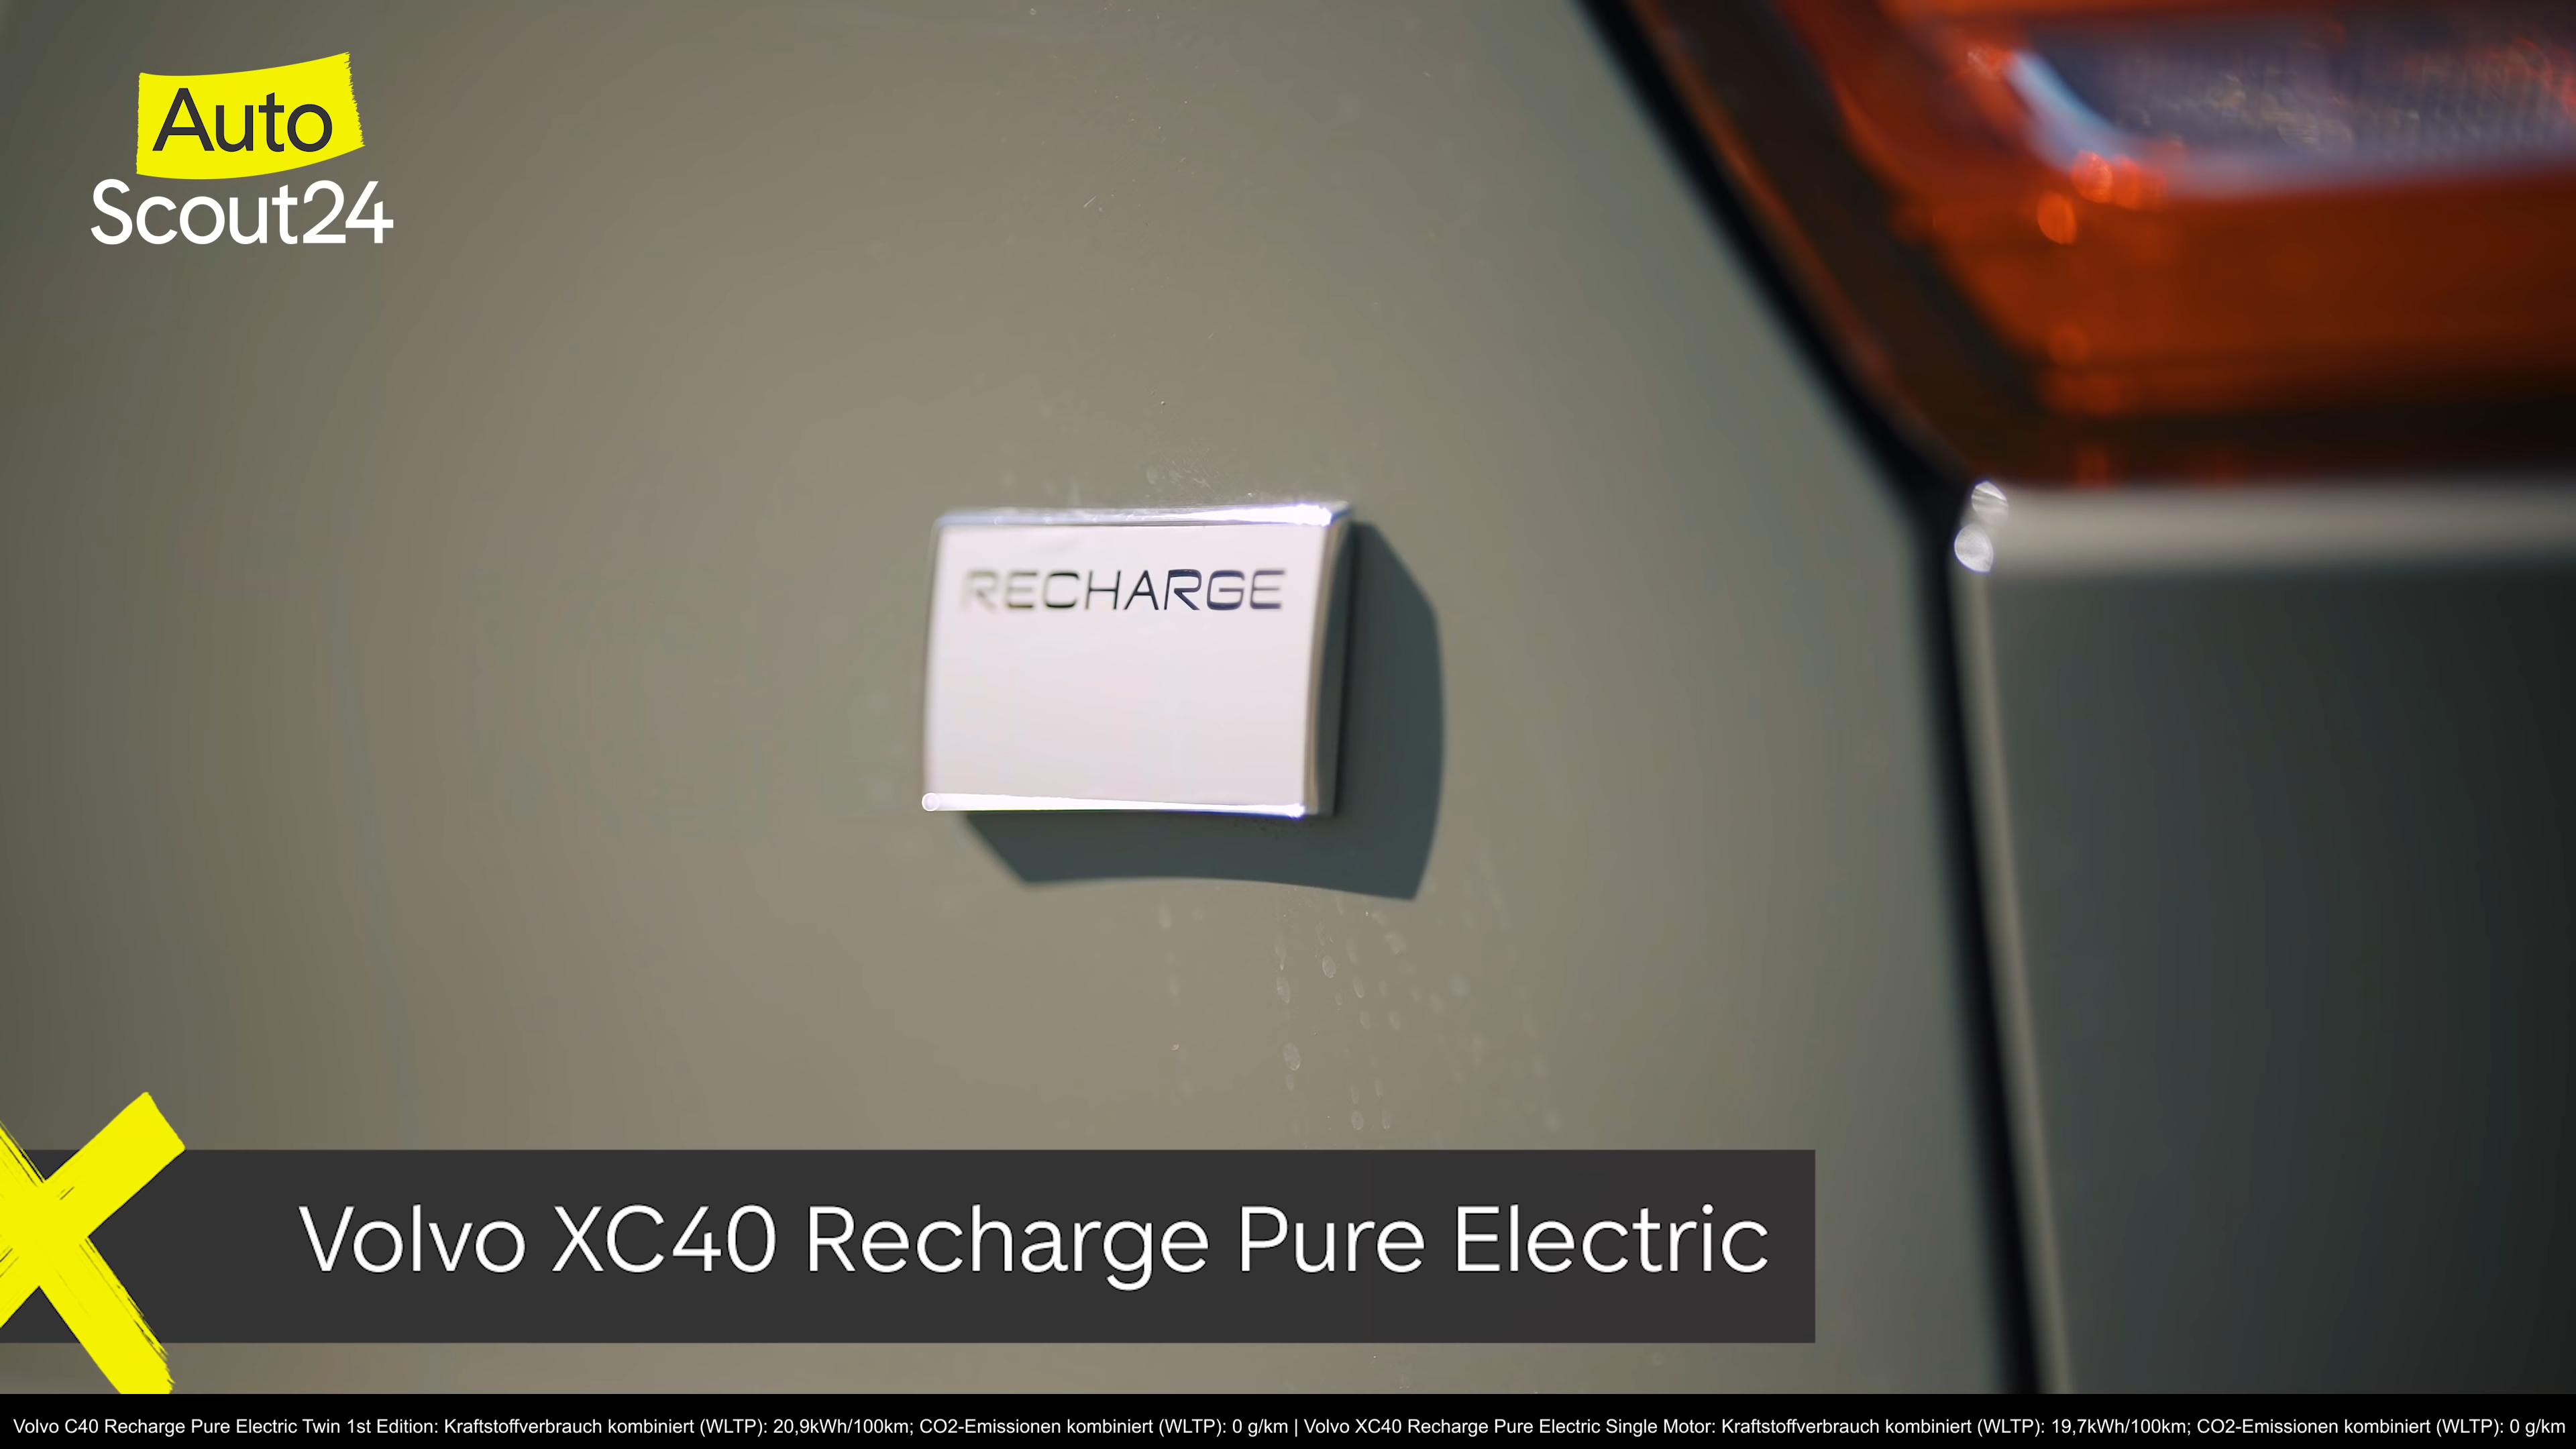 Auto
Scout24
RECHARGE
Volvo XC40 Recharge Pure Electric
Volvo C40 Recharge Pure Electric Twin 1st Edition: Kraftstoffverbrauch kombiniert (WLTP): 20,9kWh/100km; CO2-Emissionen kombiniert (WLTP): 0 g/km | Volvo XC40 Recharge Pure Electric Single Motor: Kraftstoffverbrauch kombiniert (WLTP): 19,7kWh/100km; CO2-Emissionen kombiniert (WLTP): 0 g/km